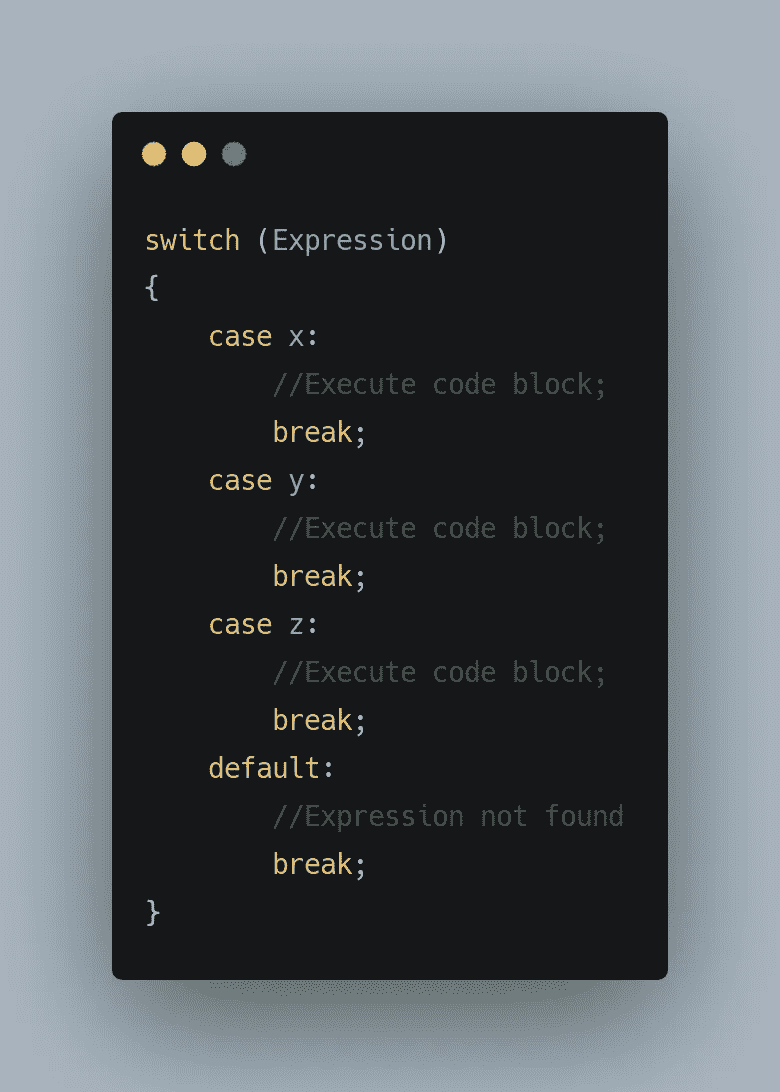 switch (Expression)
{
    case x:
        //Execute code block;
        break;
    case y:
        //Execute code block;
        break;
    case z:
        //Execute code block;
        break;
    default:
        //Expression not found
        break;
}